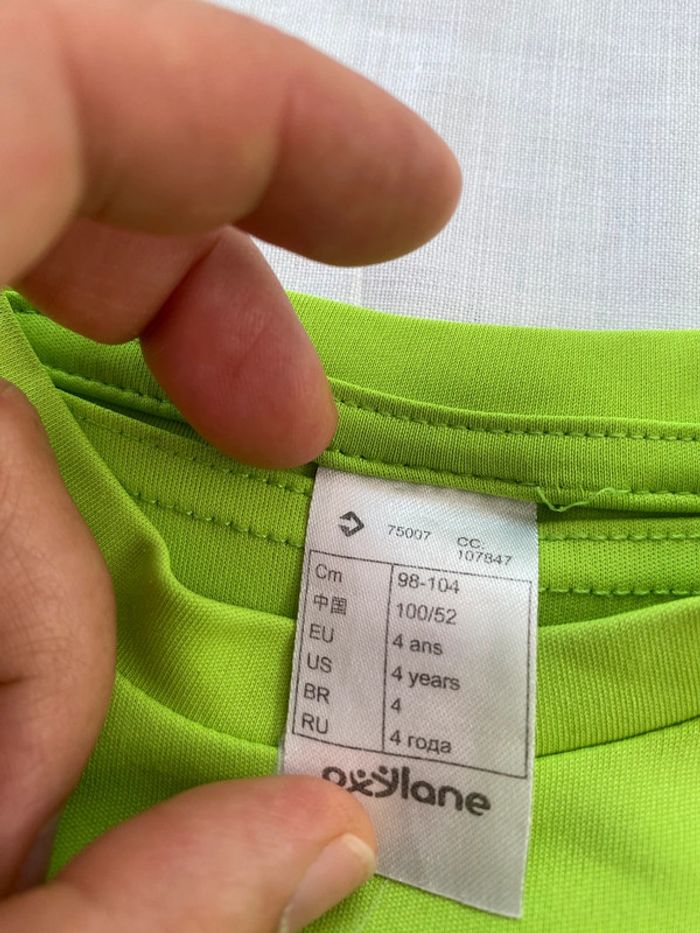 75007 CC:
107847
Cm 98-104
中国 100/52
EU 4 ans
US 4 years
BR 4
RU 4 года
oxylane